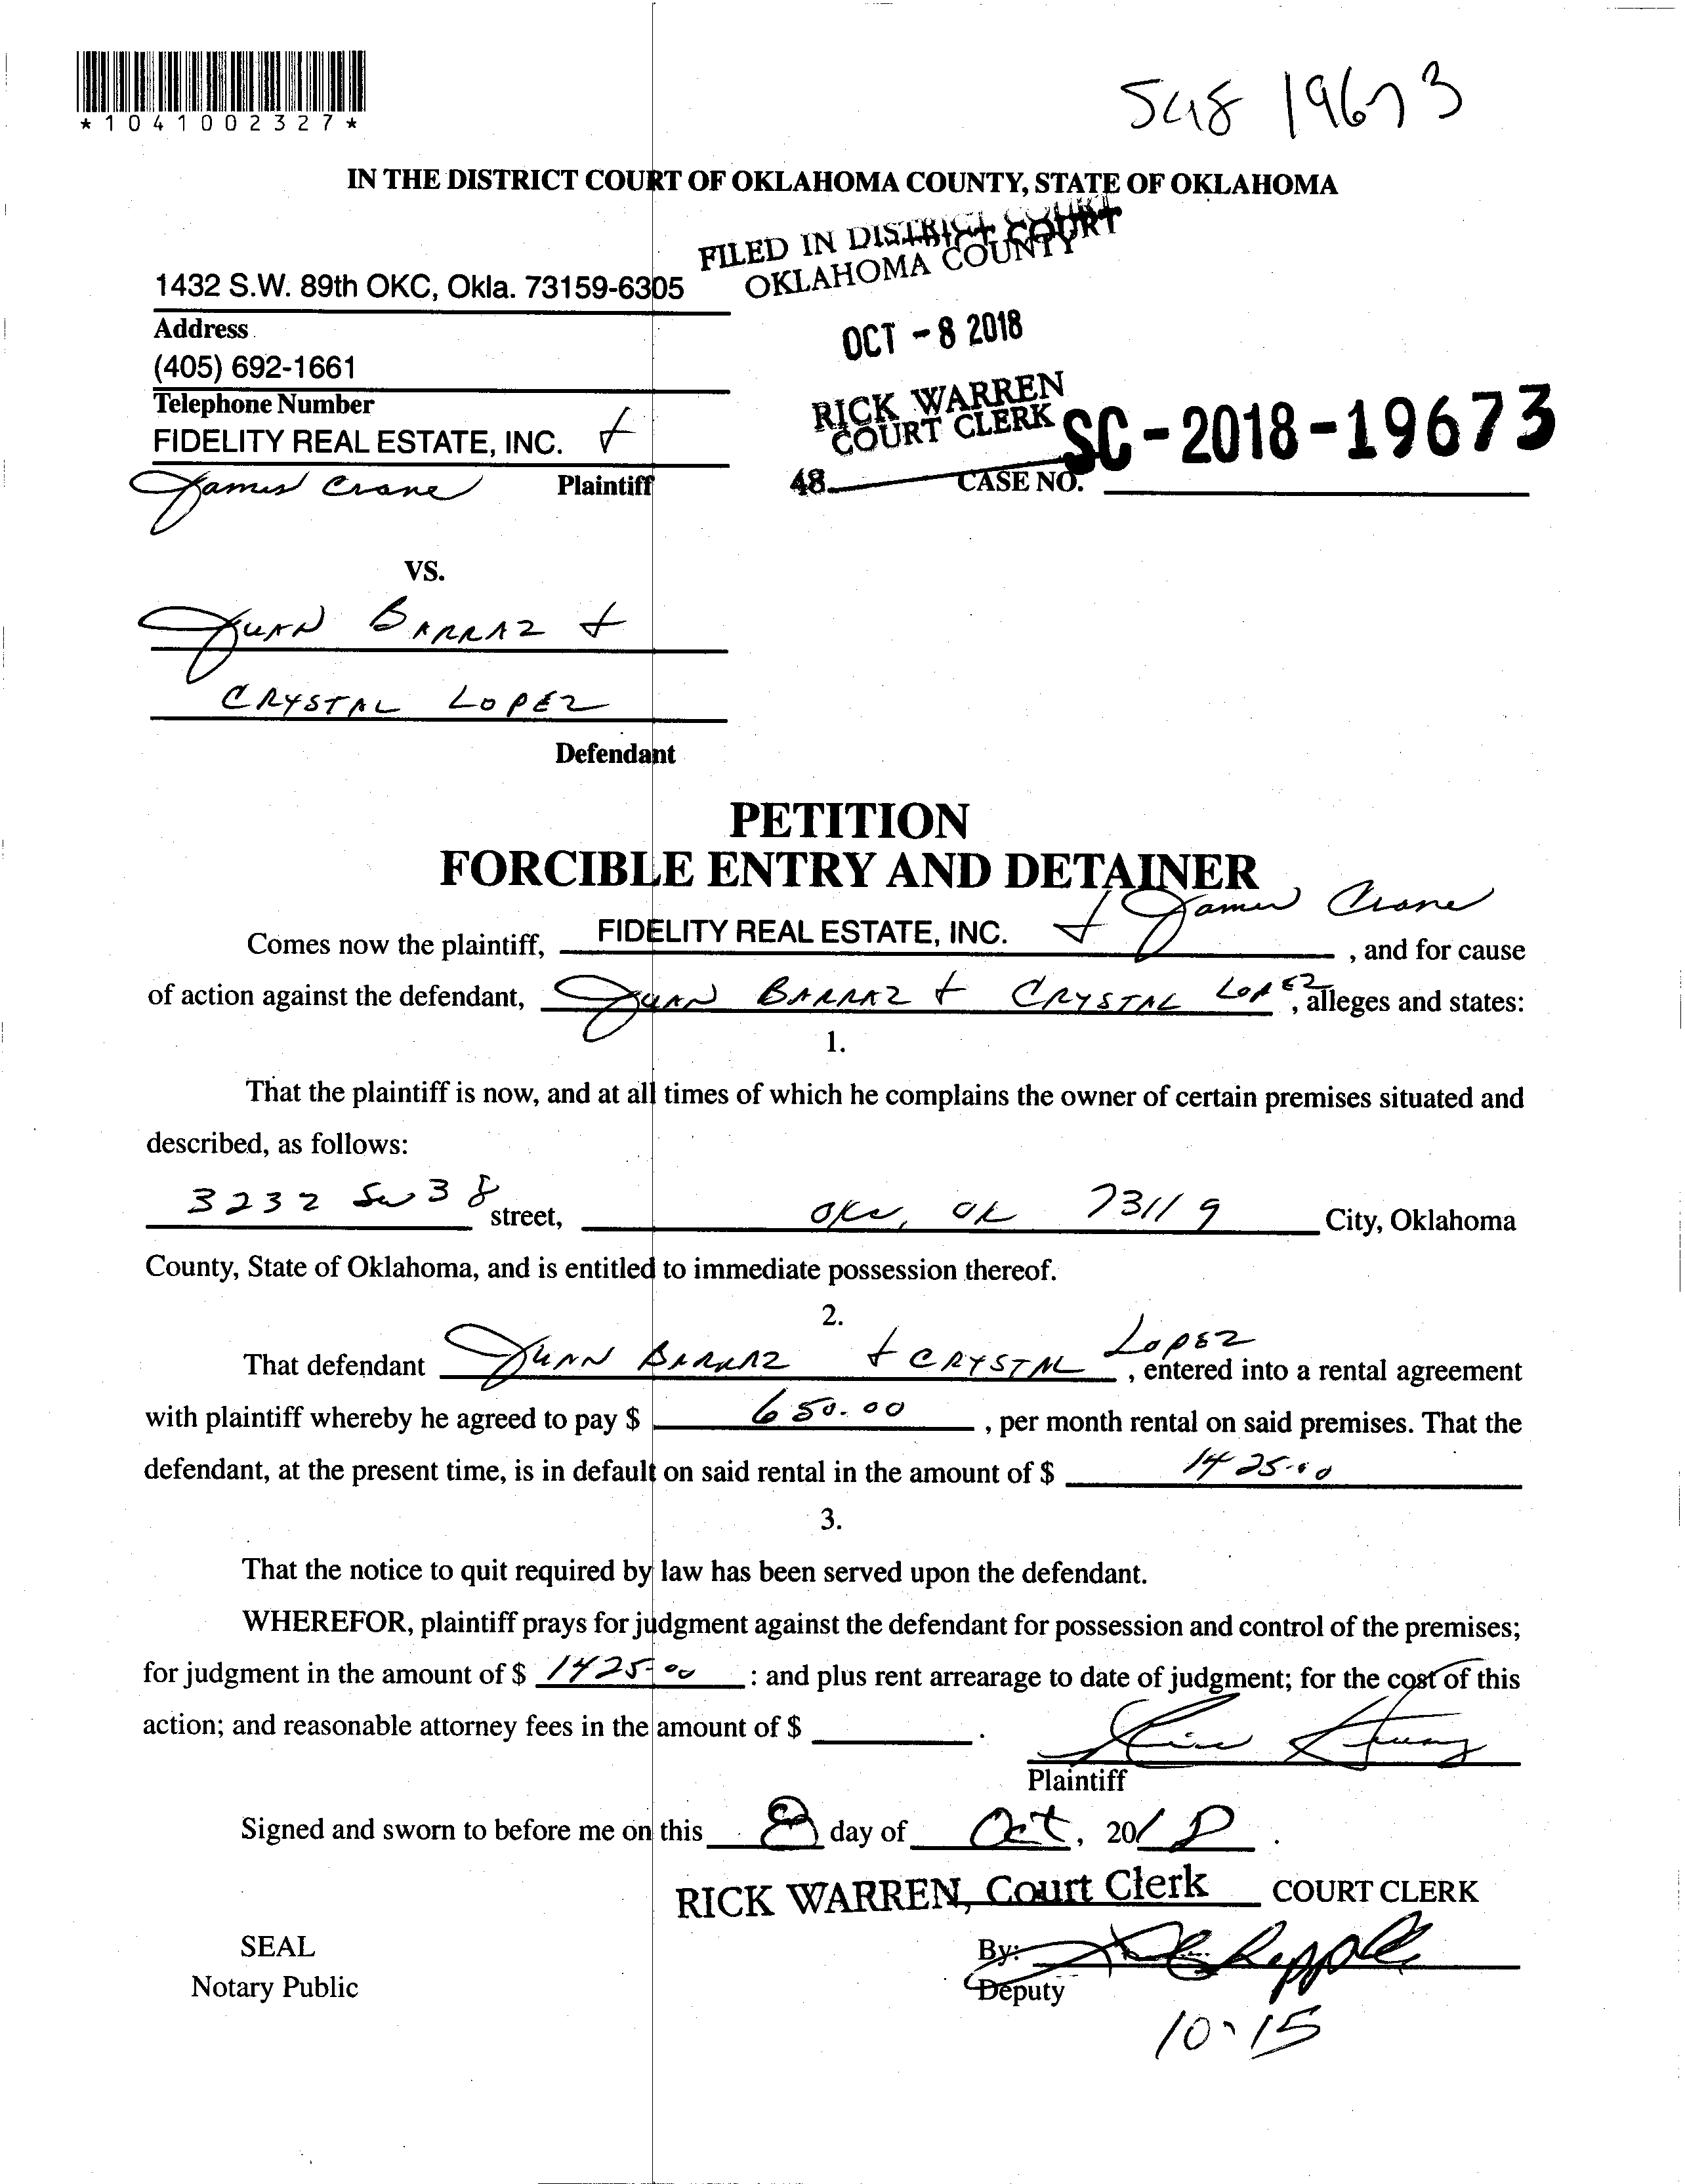 *1041002327*
SC18 19673
IN THE DISTRICT COURT OF OKLAHOMA COUNTY, STATE OF OKLAHOMA
FILED IN DISTRICT COURT
OKLAHOMA COUNTY
1432 S.W. 89th OKC, Okla. 73159-6305
Address
OCT - 8 2018
(405) 692-1661
Telephone Number
RICK WARREN
COURT CLERK
SC-2018-19673
FIDELITY REAL ESTATE, INC. +
James Crane Plaintiff
48 CASE NO.
VS.
JUAN BARRAZ +
CRYSTAL LOPEZ
Defendant
PETITION
FORCIBLE ENTRY AND DETAINER
Comes now the plaintiff, FIDELITY REAL ESTATE, INC. + James Crane, and for cause
of action against the defendant, JUAN BARRAZ + CRYSTAL LOPEZ, alleges and states:
1.
That the plaintiff is now, and at all times of which he complains the owner of certain premises situated and
described, as follows:
3232 SW 38 street, OKC, OK 73119 City, Oklahoma
County, State of Oklahoma, and is entitled to immediate possession thereof.
2.
That defendant JUAN BARRAZ + CRYSTAL LOPEZ, entered into a rental agreement
with plaintiff whereby he agreed to pay $ 650.00, per month rental on said premises. That the
defendant, at the present time, is in default on said rental in the amount of $ 1425.00
3.
That the notice to quit required by law has been served upon the defendant.
WHEREFOR, plaintiff prays for judgment against the defendant for possession and control of the premises;
for judgment in the amount of $ 1425.00 : and plus rent arrearage to date of judgment; for the cost of this
action; and reasonable attorney fees in the amount of $ .
Plaintiff
Signed and sworn to before me on this 8 day of Oct, 2018.
RICK WARREN, Court Clerk COURT CLERK
SEAL
By:
Notary Public
Deputy
10-15